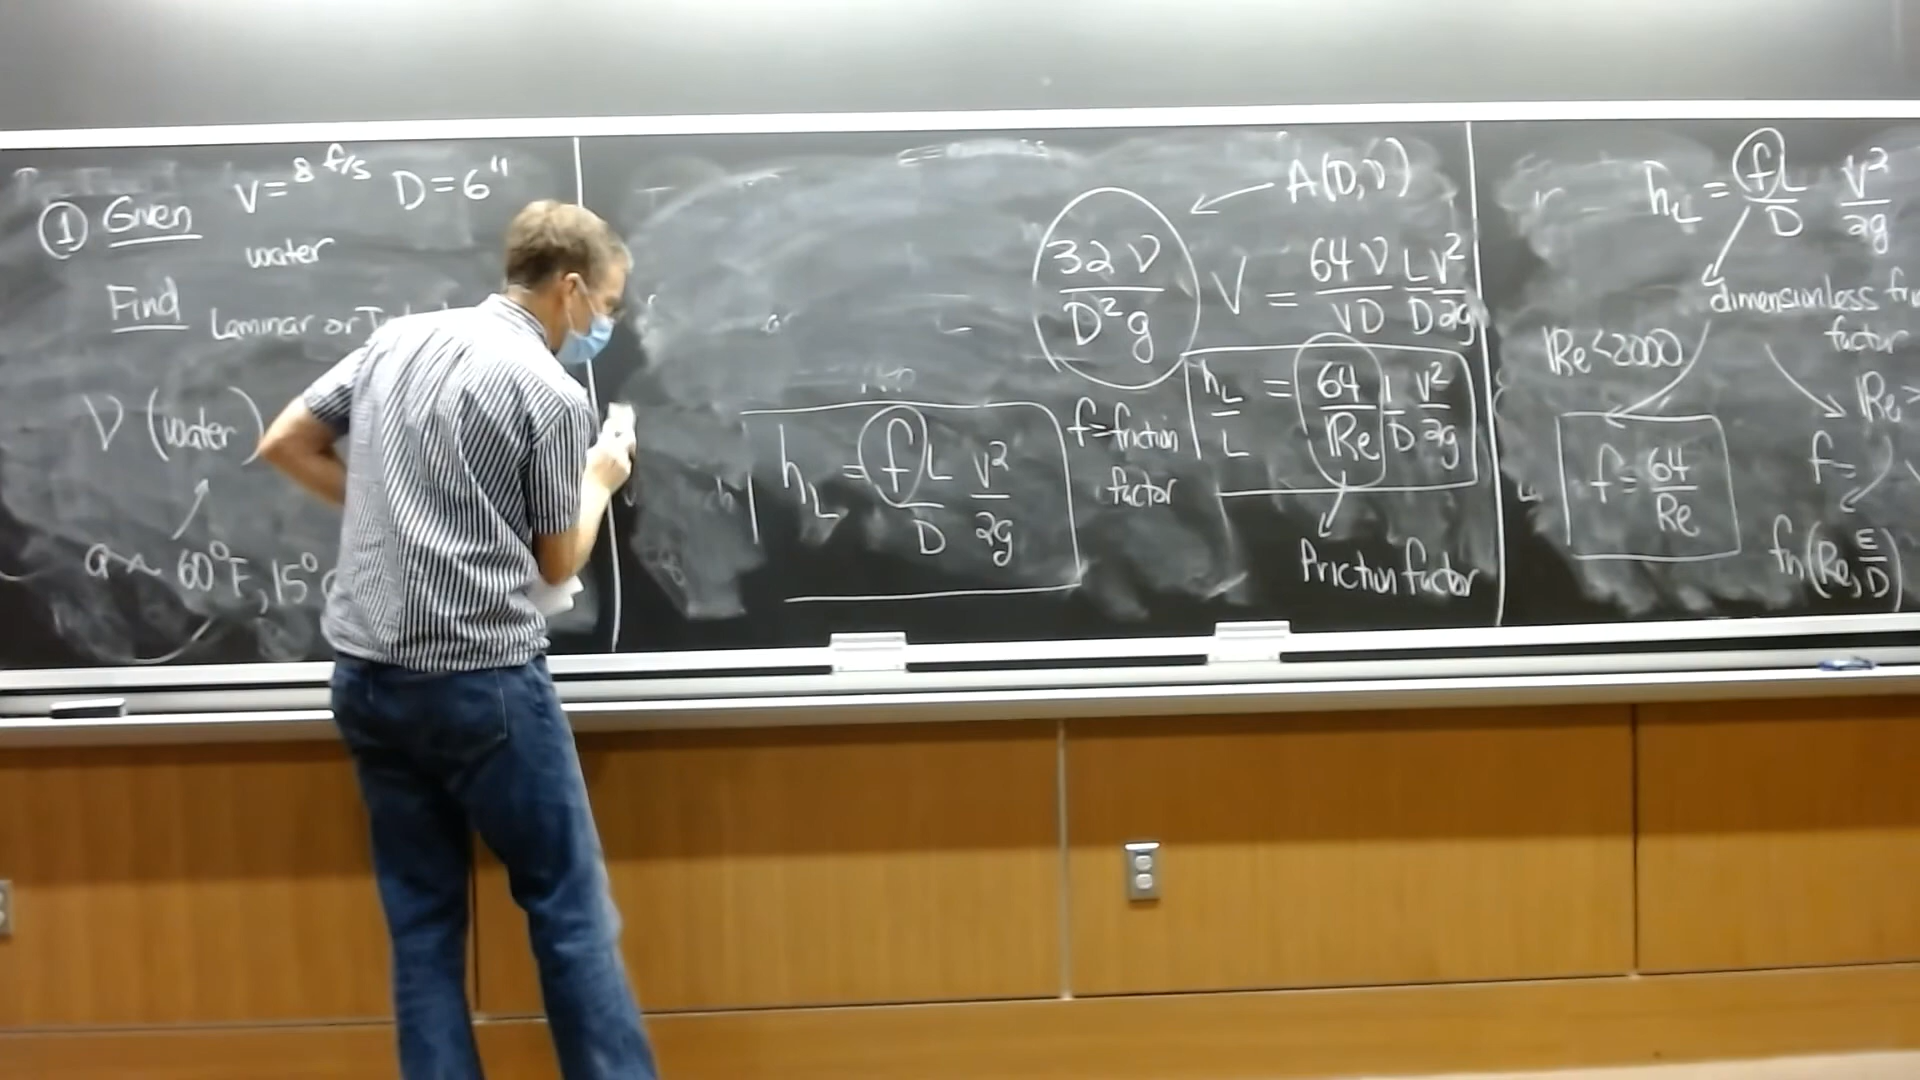 ① Given V = 8 f/s D = 6"
water
Find Laminar or
ν (water)
60°F, 15°
h_L = f L/D V²/2g
f = friction
factor
A(D, ν)
32ν/D²g V = 64ν/VD L/D V²/2g
h_L/L = 64/Re 1/D V²/2g
Friction factor
h_L = f L/D V²/2g
dimensionless
factor
Re < 2000
Re >
f = 64/Re
f =
fn(Re, ε/D)